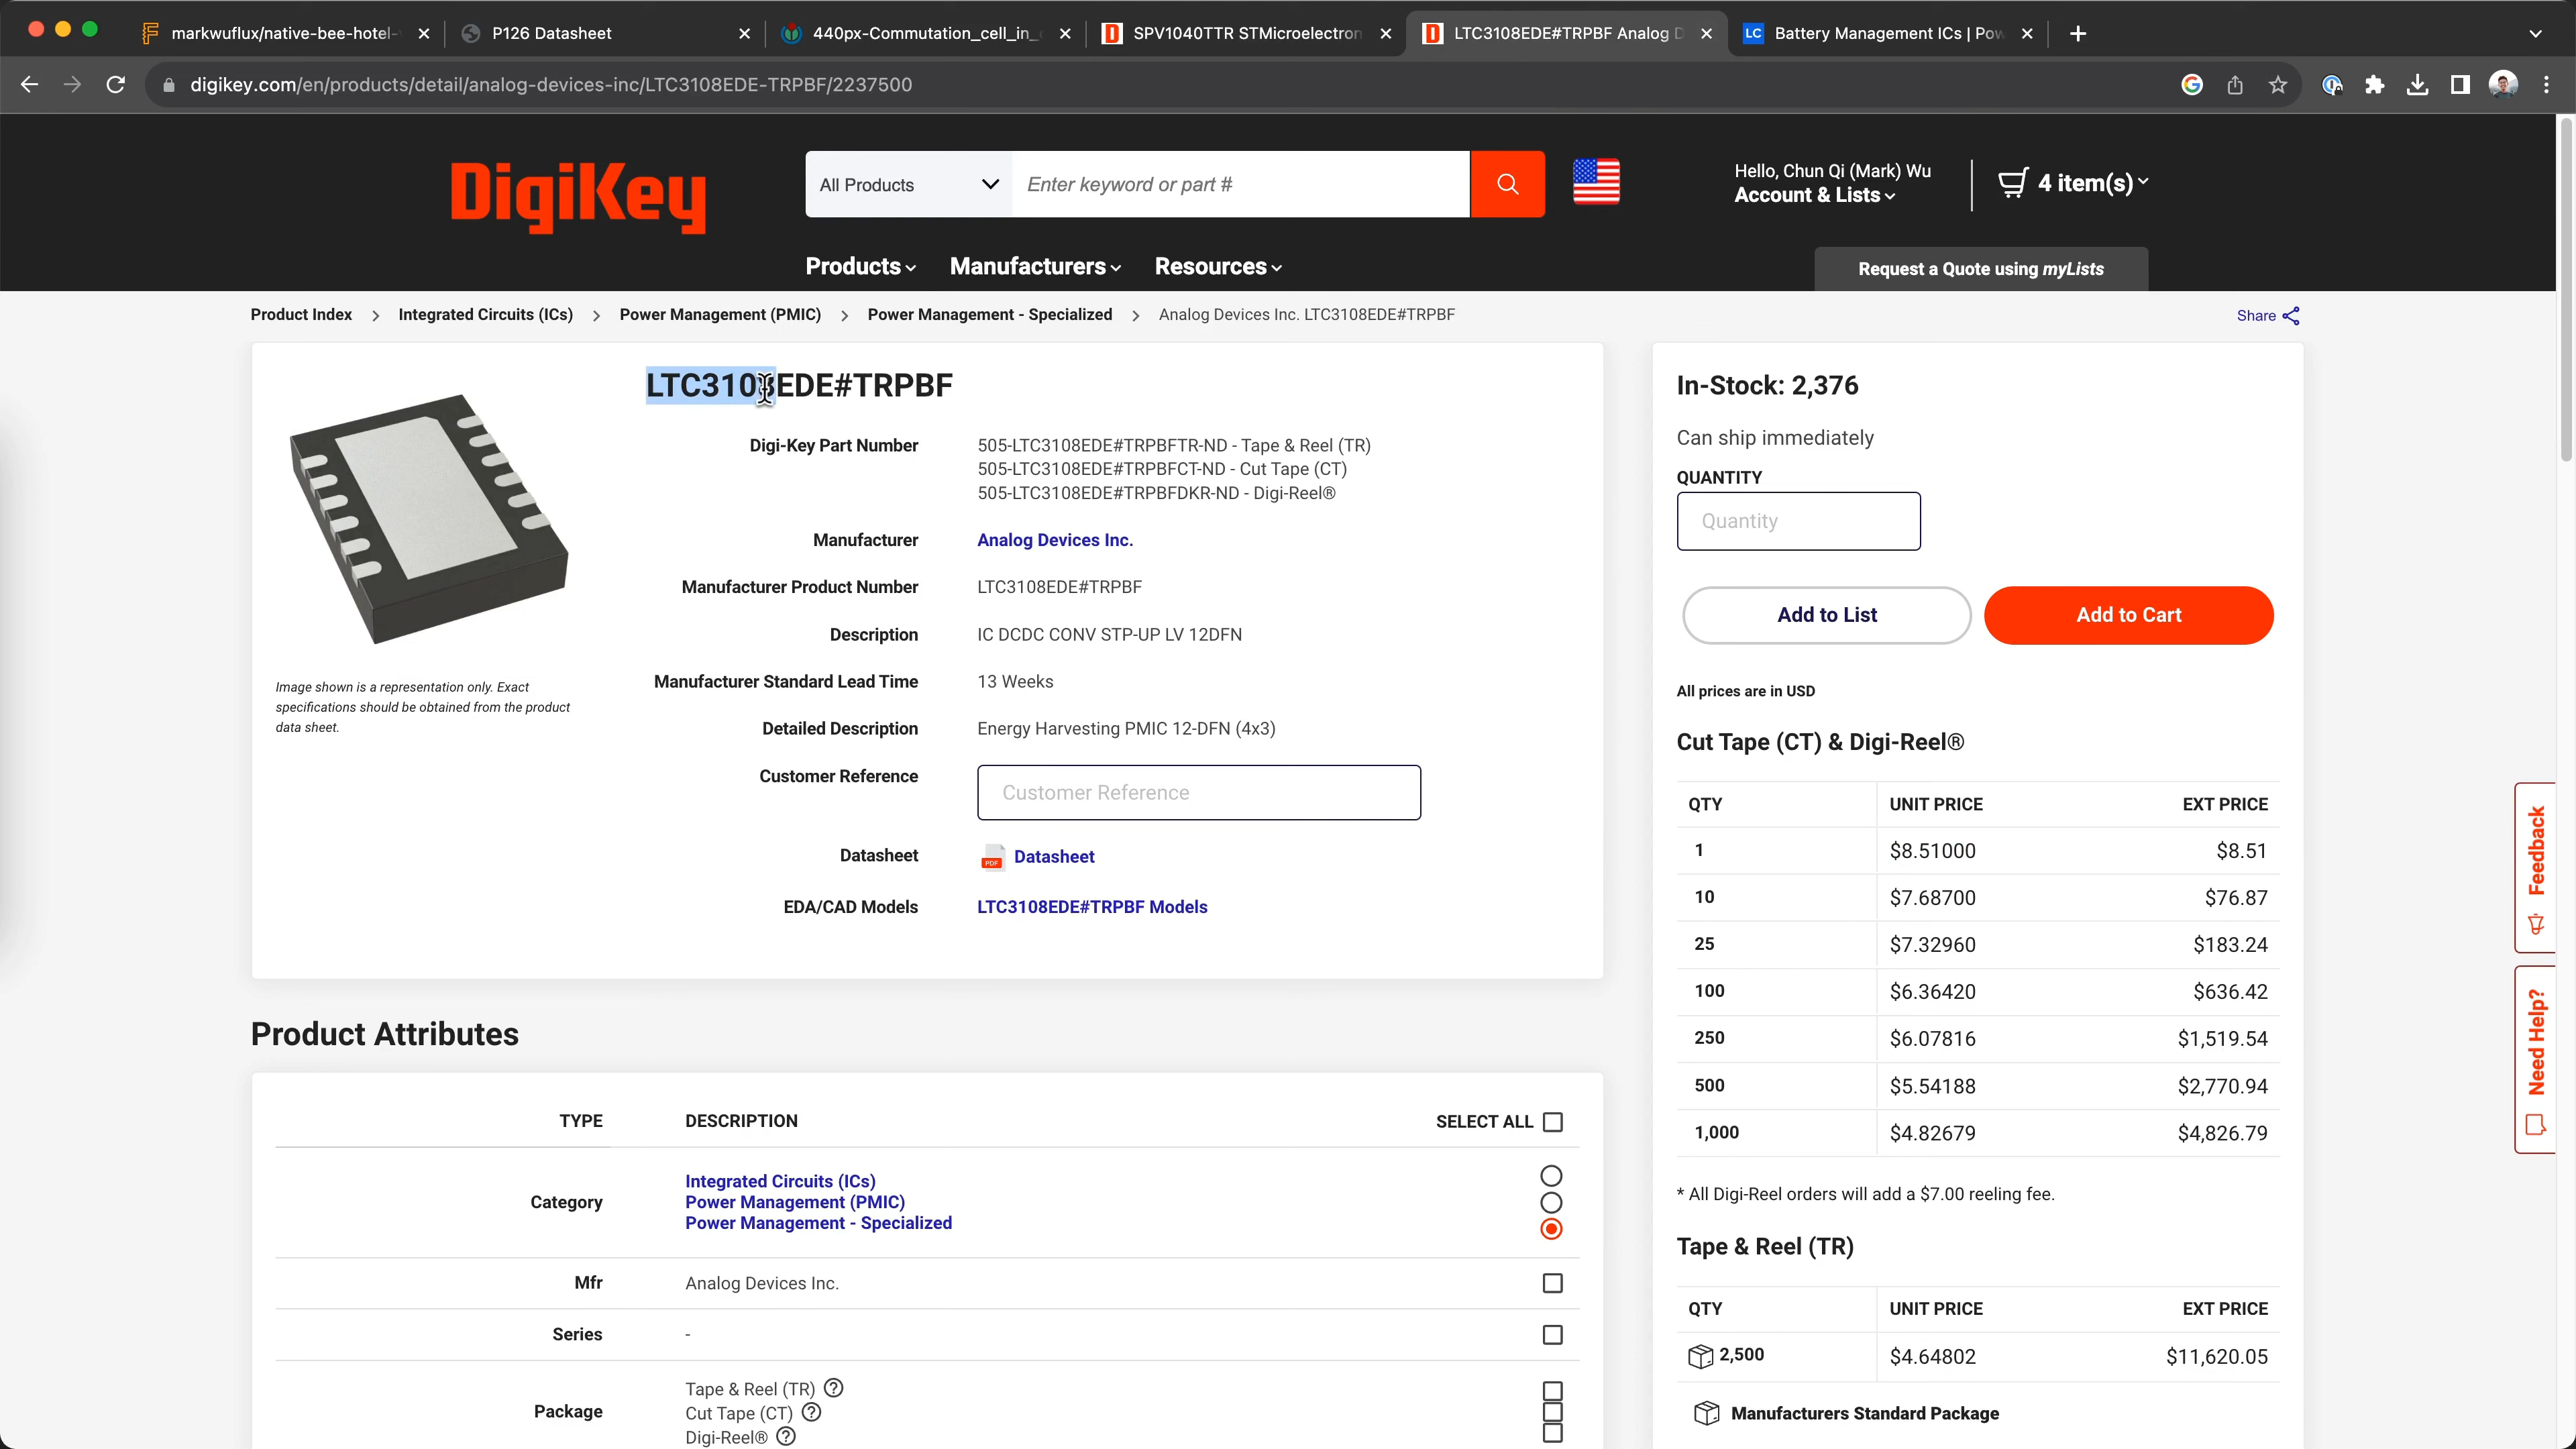 markwuflux/native-bee-hotel-
P126 Datasheet
440px-Commutation_cell_in_
SPV1040TTR STMicroelectron
LTC3108EDE#TRPBF Analog D
LC Battery Management ICs | Pow
digikey.com/en/products/detail/analog-devices-inc/LTC3108EDE-TRPBF/2237500
DigiKey
All Products
Enter keyword or part #
Hello, Chun Qi (Mark) Wu
Account & Lists
4 item(s)
Products
Manufacturers
Resources
Request a Quote using myLists
Product Index > Integrated Circuits (ICs) > Power Management (PMIC) > Power Management - Specialized > Analog Devices Inc. LTC3108EDE#TRPBF
Share
LTC3108EDE#TRPBF
Digi-Key Part Number
505-LTC3108EDE#TRPBFTR-ND - Tape & Reel (TR)
505-LTC3108EDE#TRPBFCT-ND - Cut Tape (CT)
505-LTC3108EDE#TRPBFDKR-ND - Digi-Reel®
Manufacturer Analog Devices Inc.
Manufacturer Product Number LTC3108EDE#TRPBF
Description IC DCDC CONV STP-UP LV 12DFN
Manufacturer Standard Lead Time 13 Weeks
Detailed Description Energy Harvesting PMIC 12-DFN (4x3)
Customer Reference Customer Reference
Datasheet PDF Datasheet
EDA/CAD Models LTC3108EDE#TRPBF Models
Image shown is a representation only. Exact
specifications should be obtained from the product
data sheet.
Product Attributes
TYPE DESCRIPTION SELECT ALL
Category
Integrated Circuits (ICs)
Power Management (PMIC)
Power Management - Specialized
Mfr Analog Devices Inc.
Series -
Package
Tape & Reel (TR) ?
Cut Tape (CT) ?
Digi-Reel® ?
In-Stock: 2,376
Can ship immediately
QUANTITY
Quantity
Add to List
Add to Cart
All prices are in USD
Cut Tape (CT) & Digi-Reel®
QTY UNIT PRICE EXT PRICE
1 $8.51000 $8.51
10 $7.68700 $76.87
25 $7.32960 $183.24
100 $6.36420 $636.42
250 $6.07816 $1,519.54
500 $5.54188 $2,770.94
1,000 $4.82679 $4,826.79
* All Digi-Reel orders will add a $7.00 reeling fee.
Tape & Reel (TR)
QTY UNIT PRICE EXT PRICE
2,500 $4.64802 $11,620.05
Manufacturers Standard Package
Feedback
Need Help?